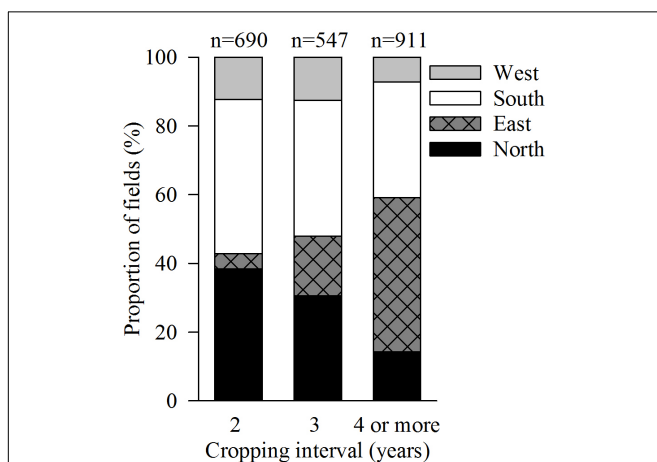 n=690 n=547 n=911
100
80
60
40
20
0
Proportion of fields (%)
West
South
East
North
2 3 4 or more
Cropping interval (years)